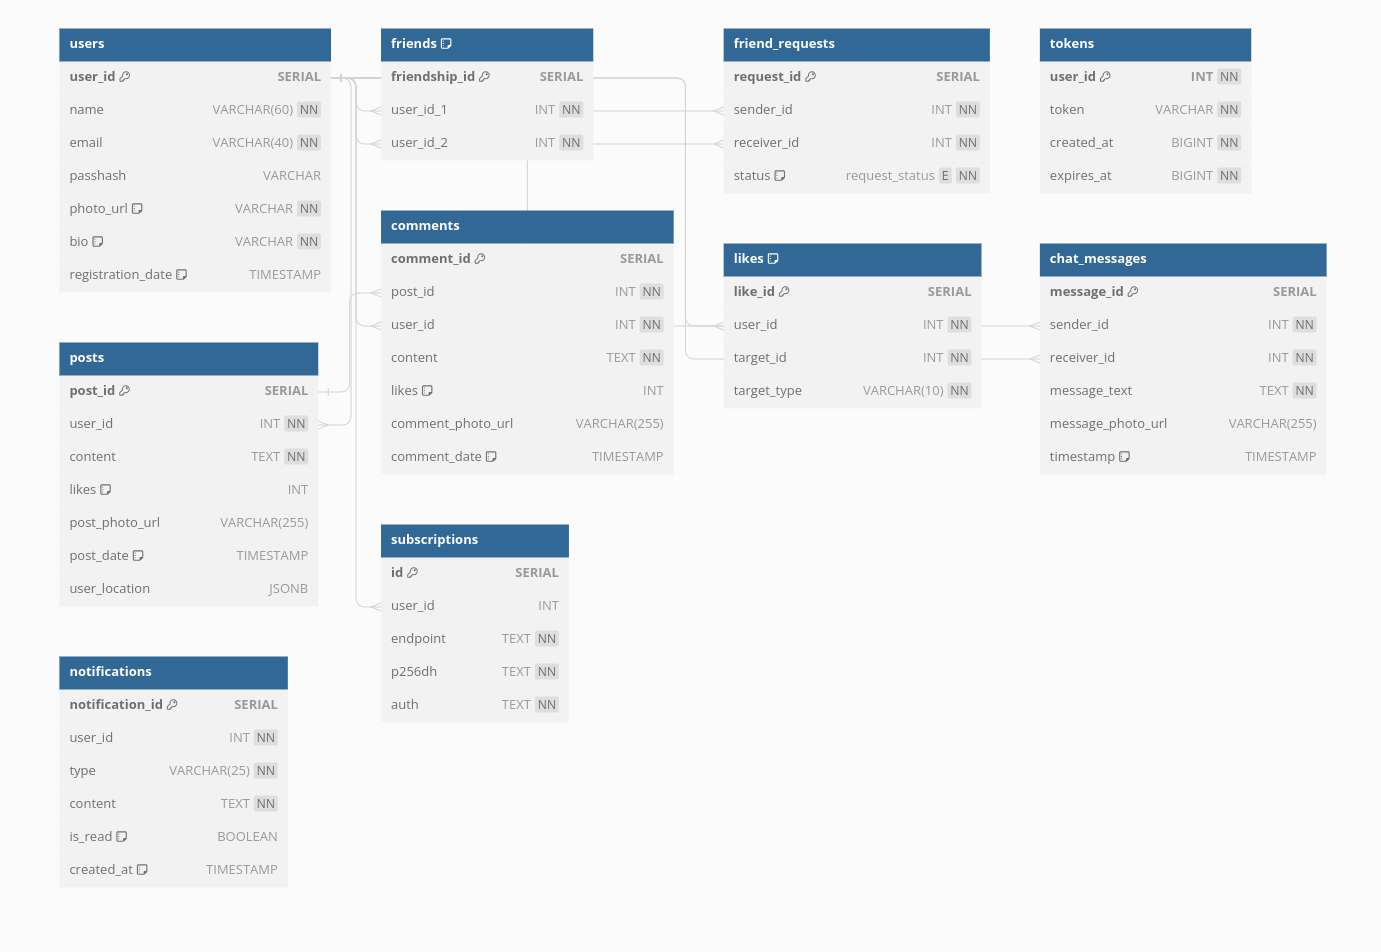 users
user_id SERIAL
name VARCHAR(60) NN
email VARCHAR(40) NN
passhash VARCHAR
photo_url VARCHAR NN
bio VARCHAR NN
registration_date TIMESTAMP
friends
friendship_id SERIAL
user_id_1 INT NN
user_id_2 INT NN
friend_requests
request_id SERIAL
sender_id INT NN
receiver_id INT NN
status request_status E NN
tokens
user_id INT NN
token VARCHAR NN
created_at BIGINT NN
expires_at BIGINT NN
comments
comment_id SERIAL
post_id INT NN
user_id INT NN
content TEXT NN
likes INT
comment_photo_url VARCHAR(255)
comment_date TIMESTAMP
likes
like_id SERIAL
user_id INT NN
target_id INT NN
target_type VARCHAR(10) NN
chat_messages
message_id SERIAL
sender_id INT NN
receiver_id INT NN
message_text TEXT NN
message_photo_url VARCHAR(255)
timestamp TIMESTAMP
posts
post_id SERIAL
user_id INT NN
content TEXT NN
likes INT
post_photo_url VARCHAR(255)
post_date TIMESTAMP
user_location JSONB
subscriptions
id SERIAL
user_id INT
endpoint TEXT NN
p256dh TEXT NN
auth TEXT NN
notifications
notification_id SERIAL
user_id INT NN
type VARCHAR(25) NN
content TEXT NN
is_read BOOLEAN
created_at TIMESTAMP